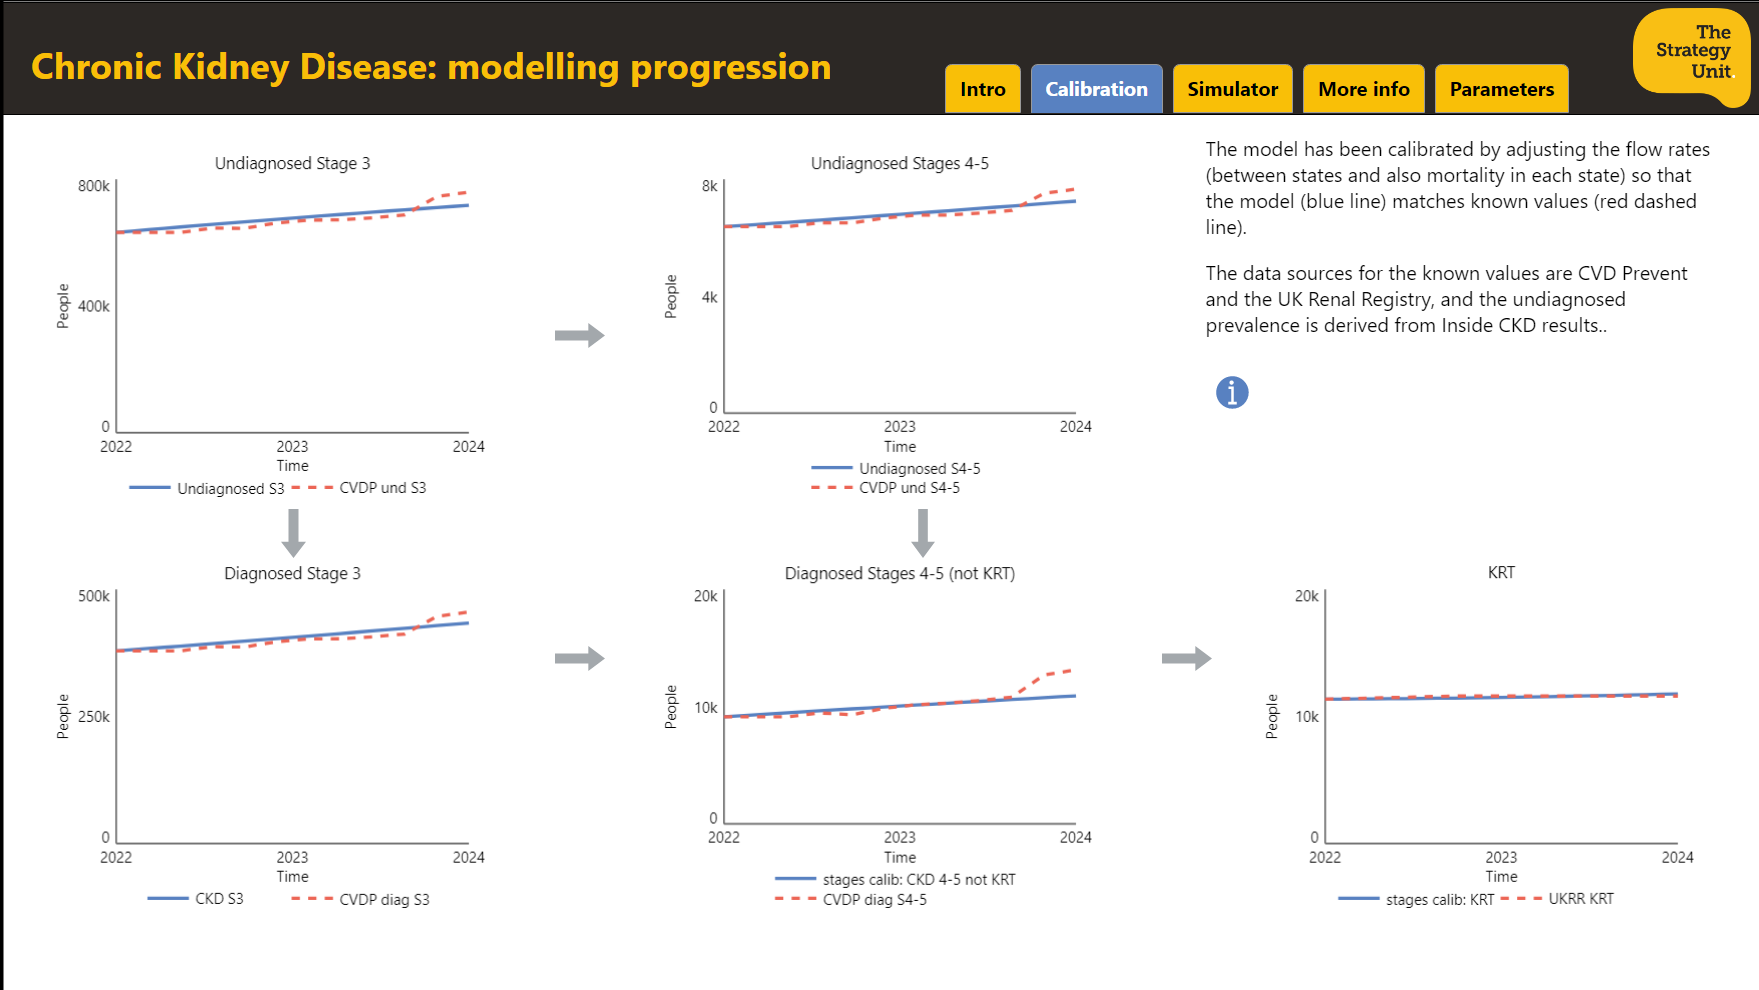 Chronic Kidney Disease: modelling progression
Intro
Calibration
Simulator
More info
Parameters
The
Strategy
Unit.
Undiagnosed Stage 3
800k
400k
0
People
2022
2023
2024
Time
Undiagnosed S3
CVDP und S3
Undiagnosed Stages 4-5
8k
4k
0
People
2022
2023
2024
Time
Undiagnosed S4-5
CVDP und S4-5
The model has been calibrated by adjusting the flow rates
(between states and also mortality in each state) so that
the model (blue line) matches known values (red dashed
line).
The data sources for the known values are CVD Prevent
and the UK Renal Registry, and the undiagnosed
prevalence is derived from Inside CKD results..
i
Diagnosed Stage 3
500k
250k
0
People
2022
2023
2024
Time
CKD S3
CVDP diag S3
Diagnosed Stages 4-5 (not KRT)
20k
10k
0
People
2022
2023
2024
Time
stages calib: CKD 4-5 not KRT
CVDP diag S4-5
KRT
20k
10k
0
People
2022
2023
2024
Time
stages calib: KRT
UKRR KRT